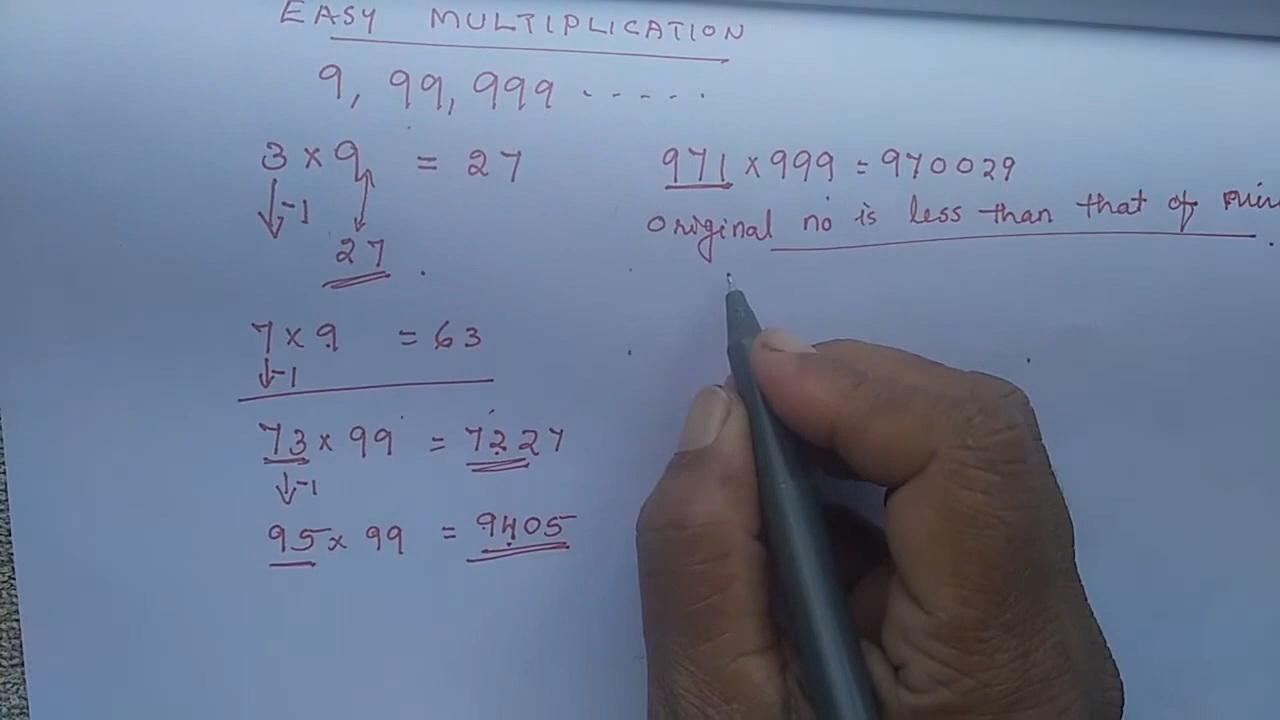 EASY MULTIPLICATION
9, 99, 999 - - - - -
3 × 9 = 27
-1
27
7 × 9 = 63
-1
73 × 99 = 7227
-1
95 × 99 = 9405
971 × 999 = 970029
original no is less than that of